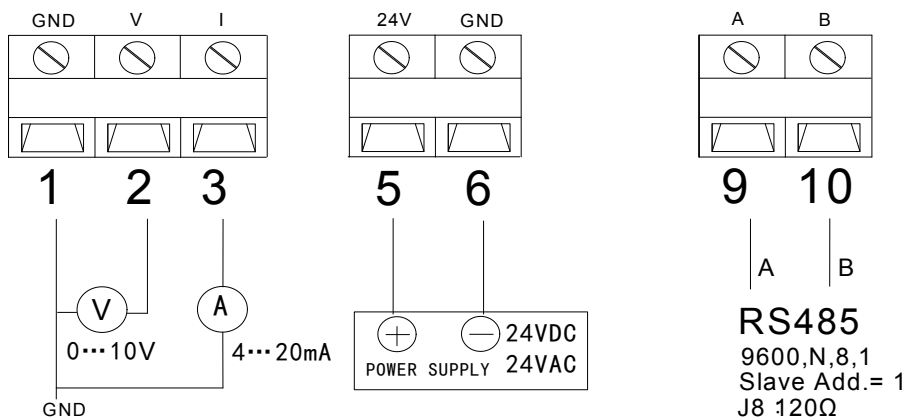 GND V I
24V GND
A B
1 2 3
5 6
9 10
V
0···10V
A
4···20mA
GND
+ − 24VDC
POWER SUPPLY 24VAC
A B
RS485
9600,N,8,1
Slave Add.= 1
J8 120Ω